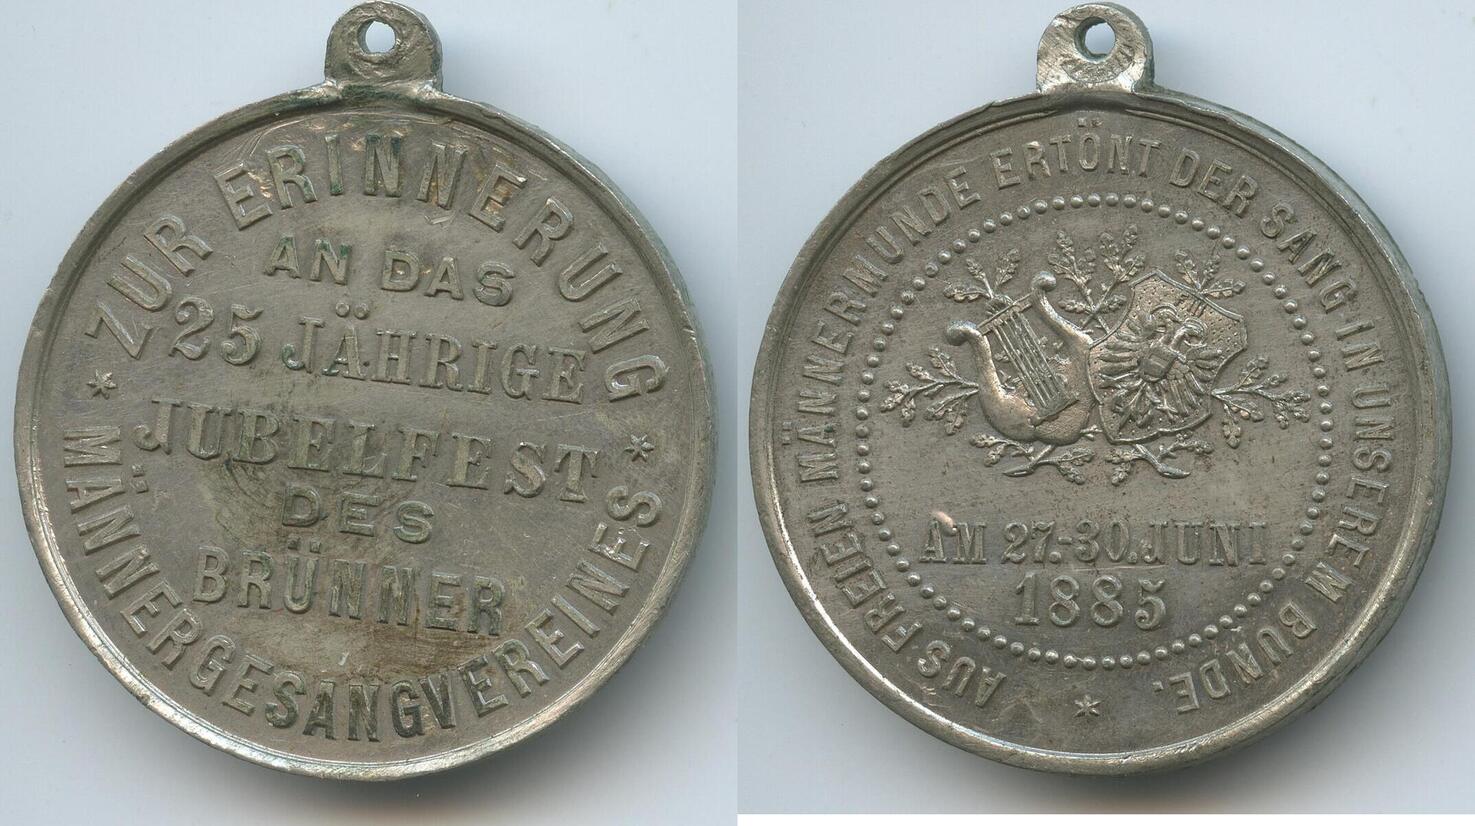 ZUR ERINNERUNG
AN DAS
25 JÄHRIGE
JUBELFEST
DES
BRÜNNER
* MÄNNERGESANGVEREINES *
AUS FREIEN MÄNNERMUNDE ERTÖNT DER SANG IN UNSEREM BUNDE.
AM 27.-30. JUNI
1885